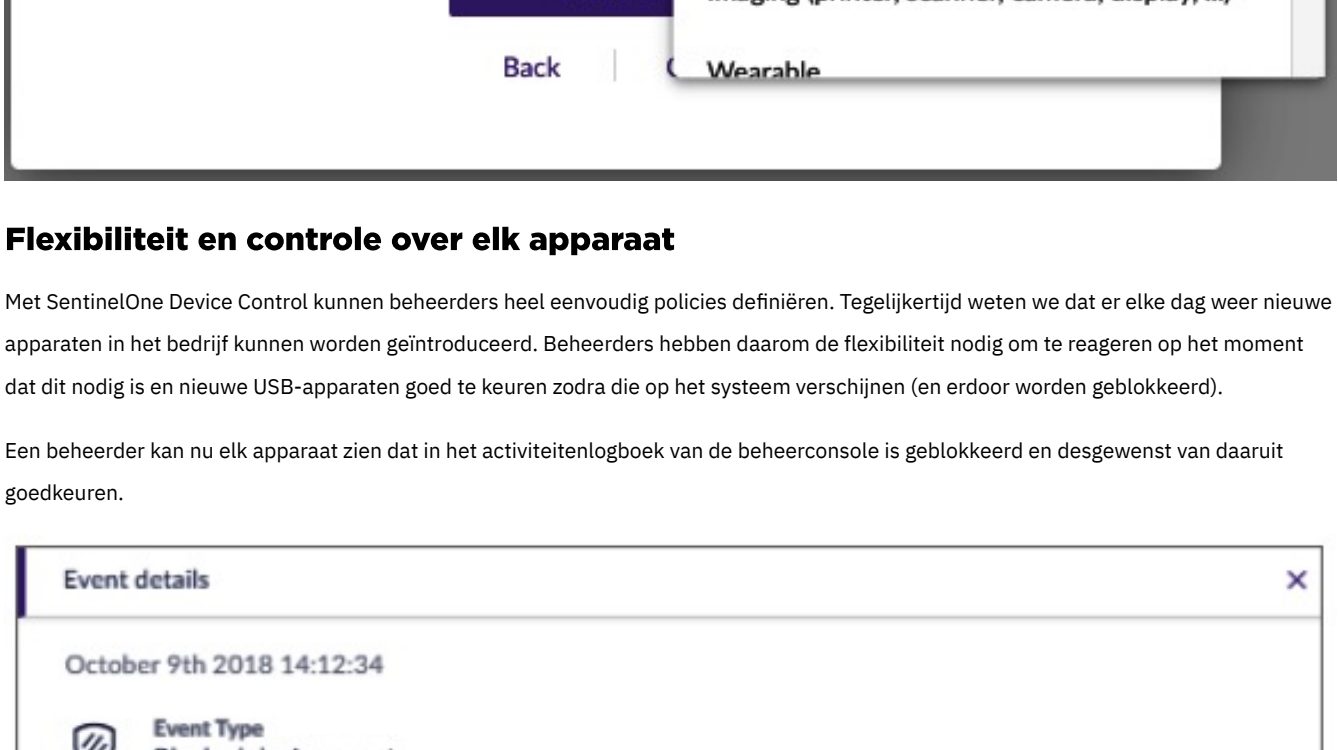 Imaging (printer, scanner, camera, display, ...)
Back
Wearable
Flexibiliteit en controle over elk apparaat
Met SentinelOne Device Control kunnen beheerders heel eenvoudig policies definiëren. Tegelijkertijd weten we dat er elke dag weer nieuwe
apparaten in het bedrijf kunnen worden geïntroduceerd. Beheerders hebben daarom de flexibiliteit nodig om te reageren op het moment
dat dit nodig is en nieuwe USB-apparaten goed te keuren zodra die op het systeem verschijnen (en erdoor worden geblokkeerd).
Een beheerder kan nu elk apparaat zien dat in het activiteitenlogboek van de beheerconsole is geblokkeerd en desgewenst van daaruit
goedkeuren.
Event details
October 9th 2018 14:12:34
Event Type